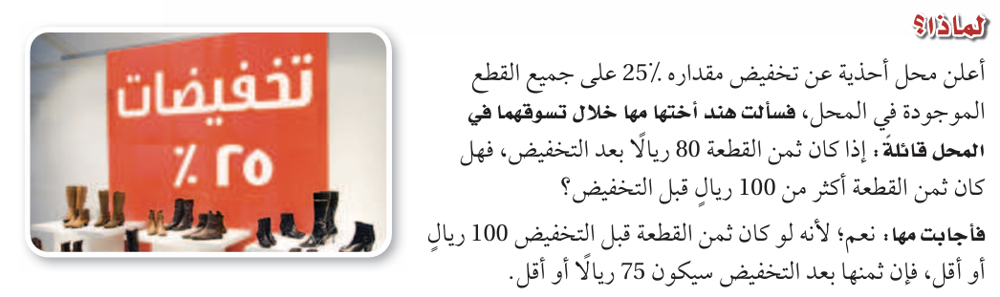 لماذا؟
أعلن محل أحذية عن تخفيض مقداره 25٪ على جميع القطع
الموجودة في المحل، فسألت هند أختها مها خلال تسوقهما في
المحل قائلةً: إذا كان ثمن القطعة 80 ريالًا بعد التخفيض، فهل
كان ثمن القطعة أكثر من 100 ريالٍ قبل التخفيض؟
فأجابت مها: نعم؛ لأنه لو كان ثمن القطعة قبل التخفيض 100 ريالٍ
أو أقل، فإن ثمنها بعد التخفيض سيكون 75 ريالًا أو أقل.
تخفيضات
٢٥ ٪